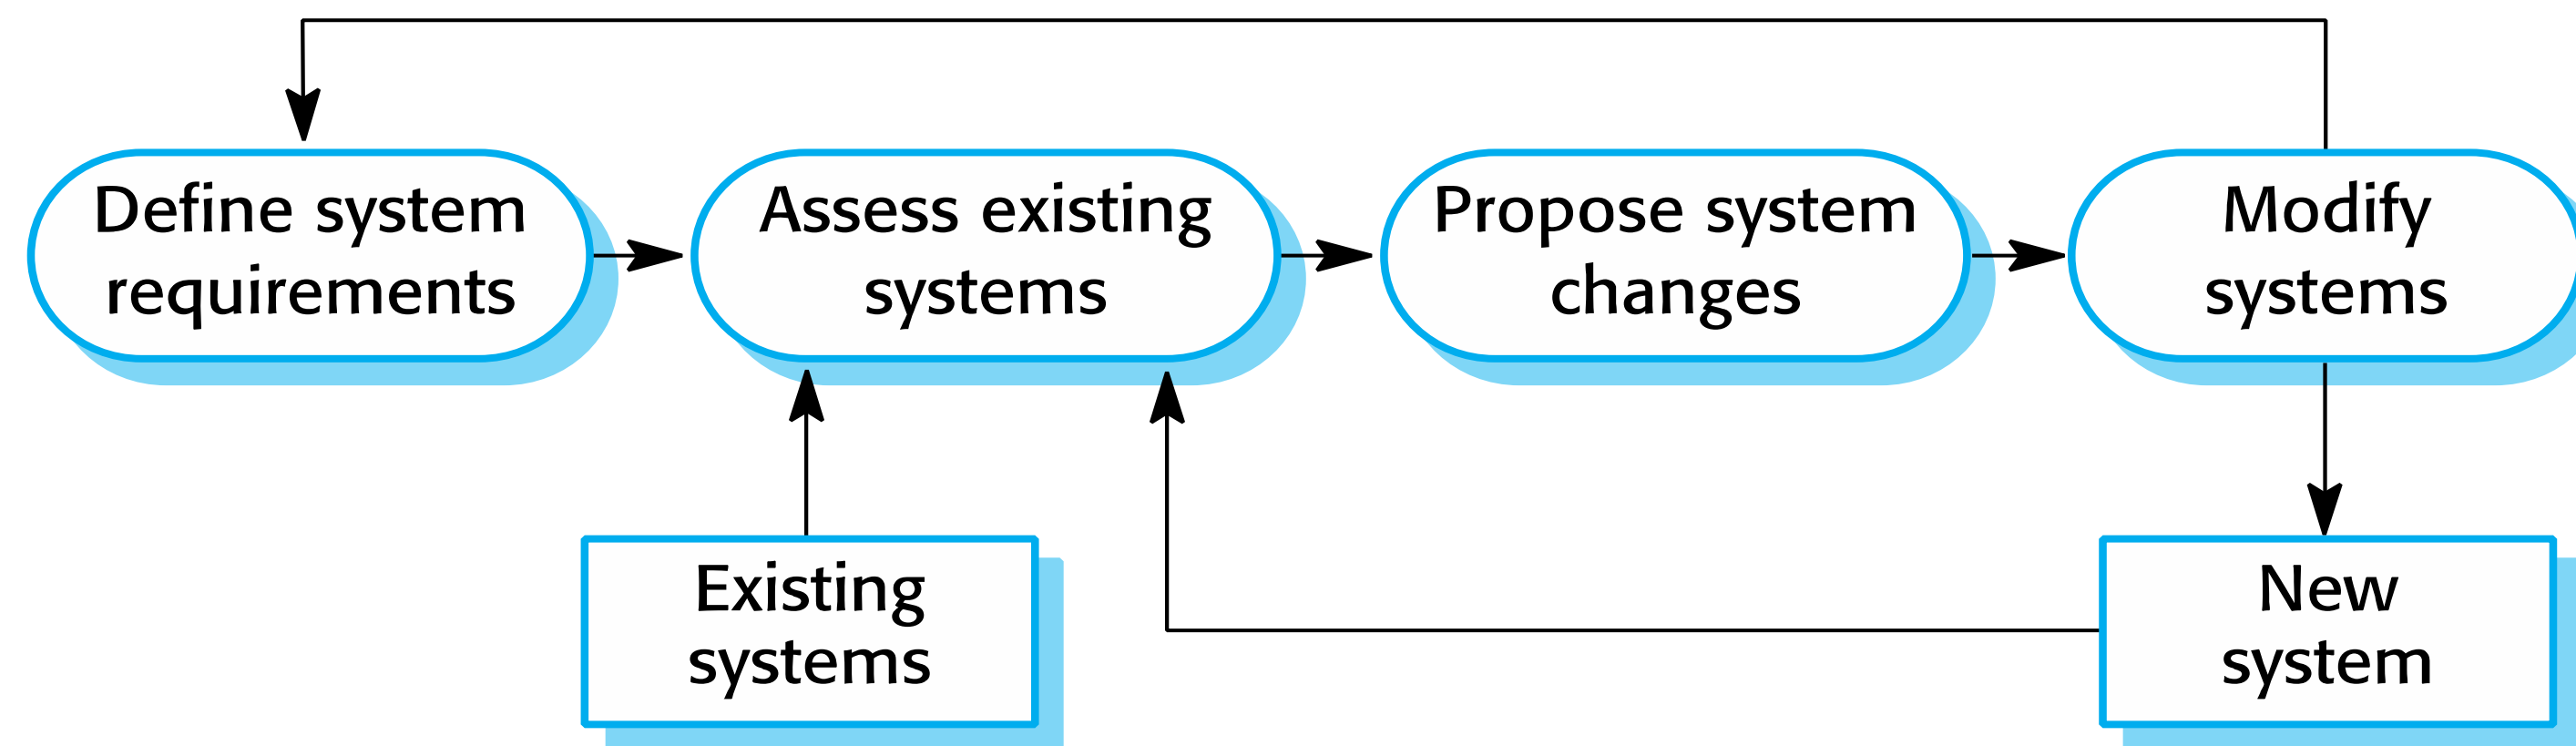 Define system
requirements
Assess existing
systems
Propose system
changes
Modify
systems
Existing
systems
New
system